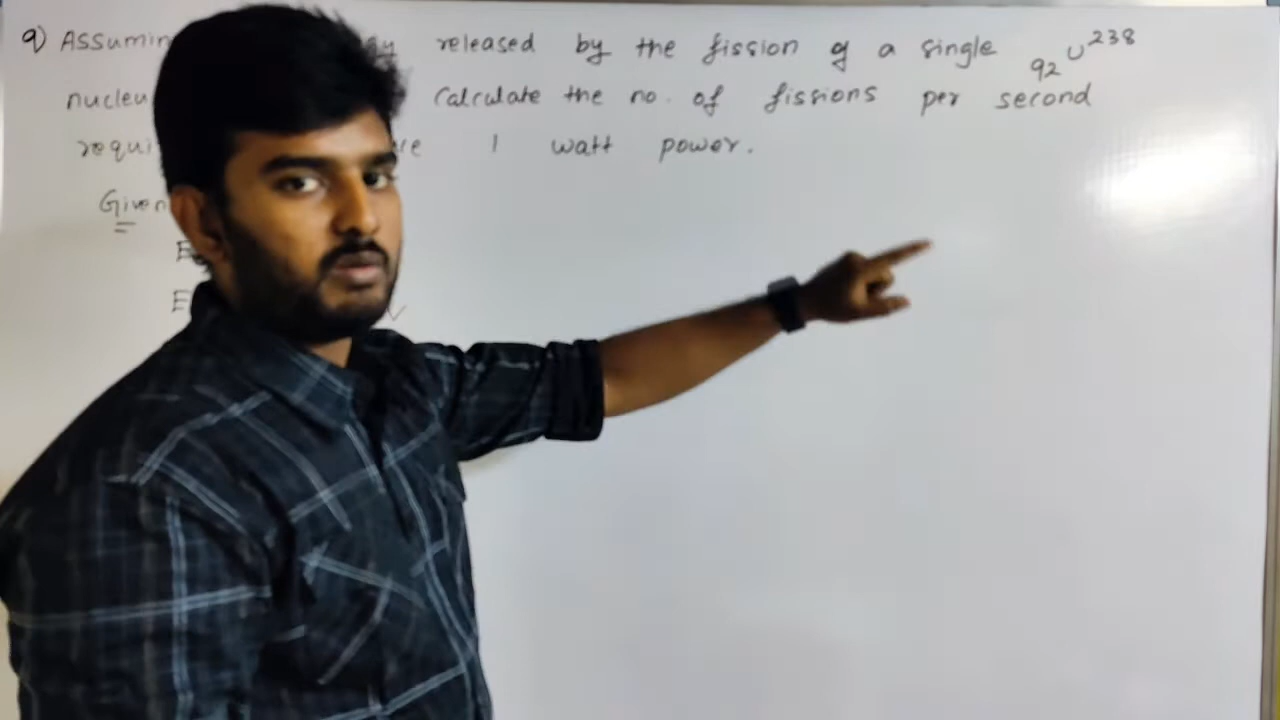 9) Assumin released by the fission of a single ₉₂U²³⁸
nucleu Calculate the no. of fissions per second
requi ve 1 watt power.
Given
E
E